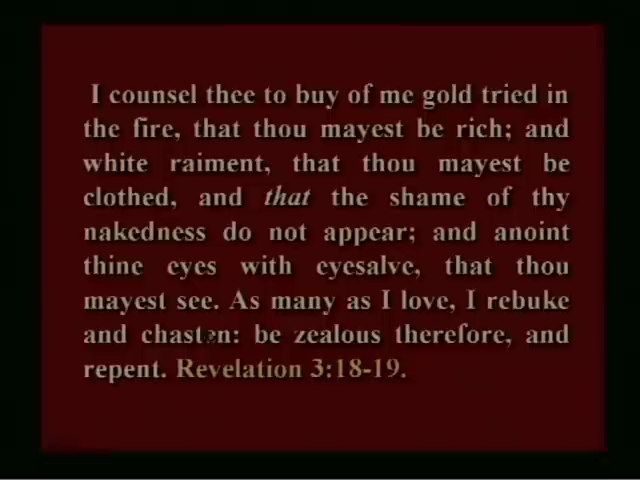 I counsel thee to buy of me gold tried in
the fire, that thou mayest be rich; and
white raiment, that thou mayest be
clothed, and that the shame of thy
nakedness do not appear; and anoint
thine eyes with eyesalve, that thou
mayest see. As many as I love, I rebuke
and chasten: be zealous therefore, and
repent. Revelation 3:18-19.